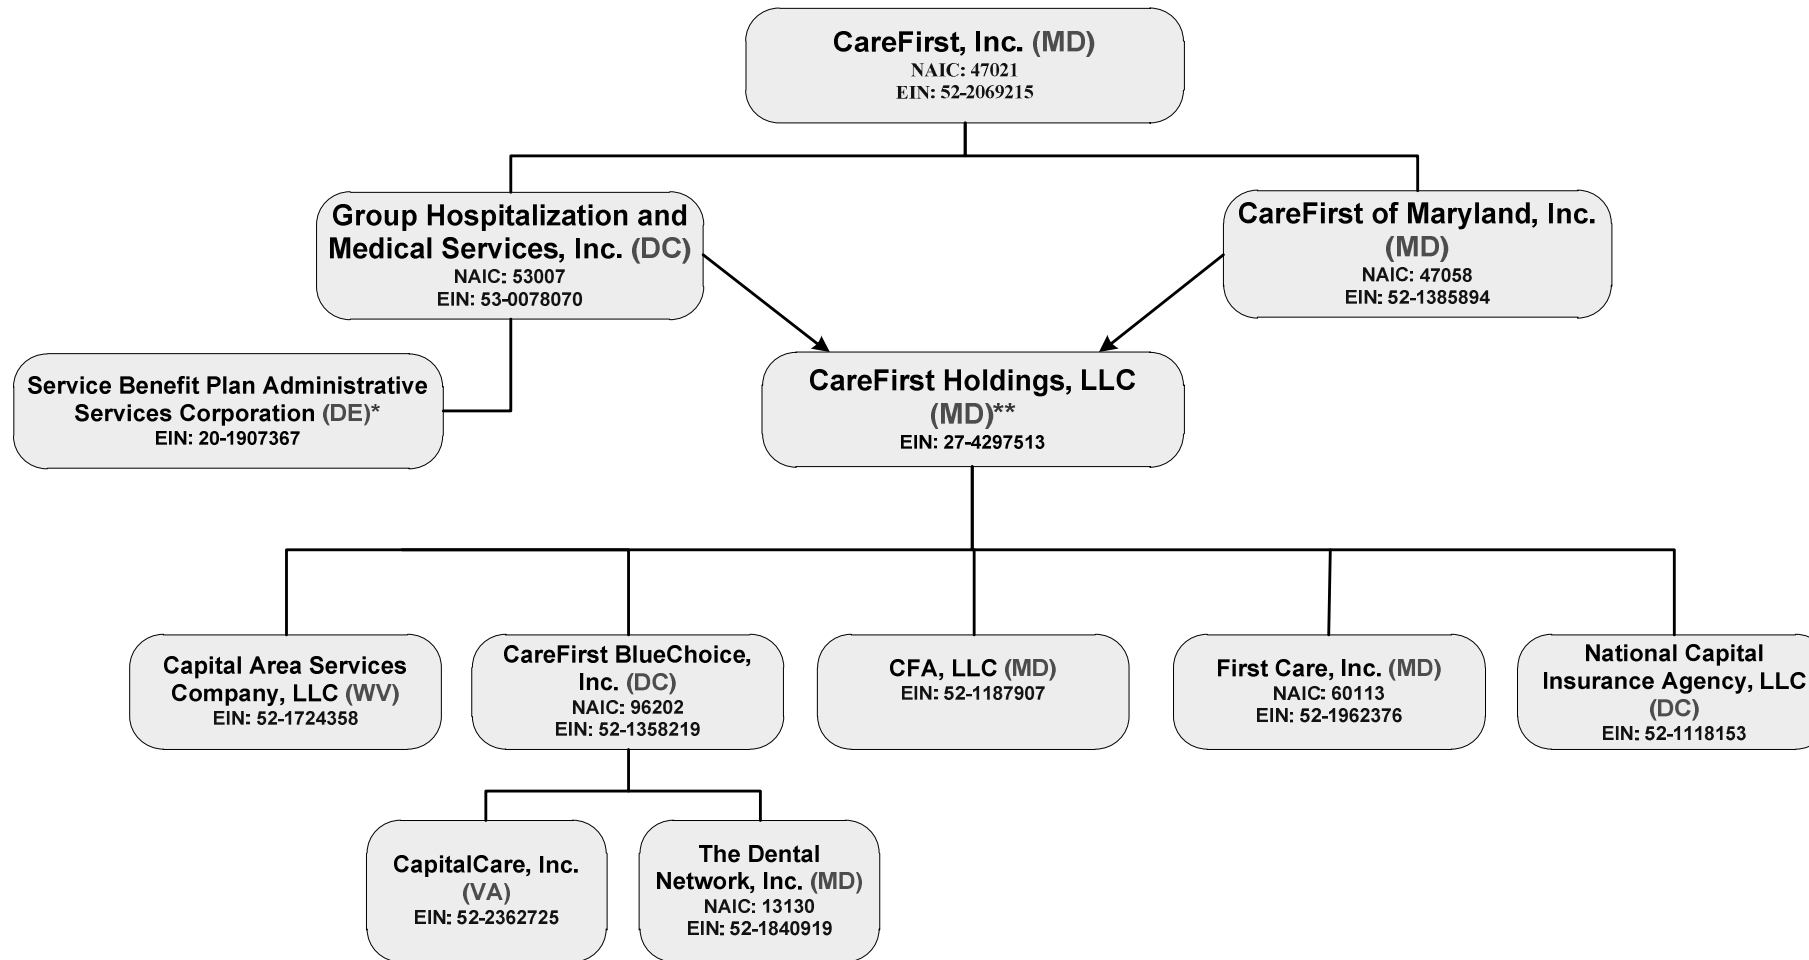 CareFirst, Inc. (MD)
NAIC: 47021
EIN: 52-2069215
Group Hospitalization and
Medical Services, Inc. (DC)
NAIC: 53007
EIN: 53-0078070
CareFirst of Maryland, Inc.
(MD)
NAIC: 47058
EIN: 52-1385894
Service Benefit Plan Administrative
Services Corporation (DE)*
EIN: 20-1907367
CareFirst Holdings, LLC
(MD)**
EIN: 27-4297513
Capital Area Services
Company, LLC (WV)
EIN: 52-1724358
CareFirst BlueChoice,
Inc. (DC)
NAIC: 96202
EIN: 52-1358219
CFA, LLC (MD)
EIN: 52-1187907
First Care, Inc. (MD)
NAIC: 60113
EIN: 52-1962376
National Capital
Insurance Agency, LLC
(DC)
EIN: 52-1118153
CapitalCare, Inc.
(VA)
EIN: 52-2362725
The Dental
Network, Inc. (MD)
NAIC: 13130
EIN: 52-1840919